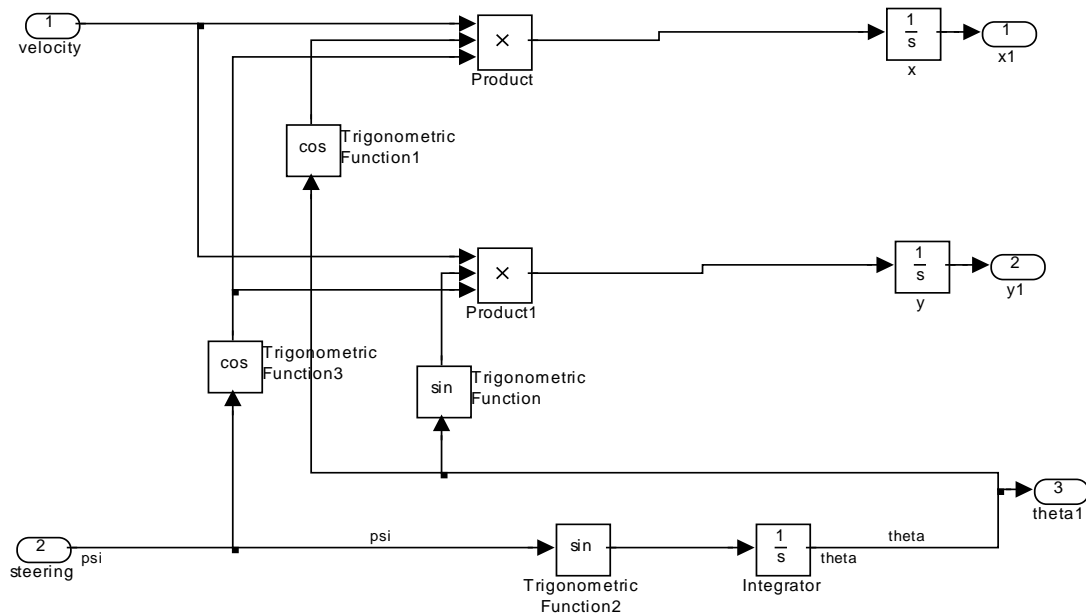 1
velocity
×
Product
1
s
x
1
x1
cos
Trigonometric
Function1
×
Product1
1
s
y
2
y1
cos
Trigonometric
Function3
sin
Trigonometric
Function
3
theta1
2
steering
psi
psi
sin
Trigonometric
Function2
1
s
Integrator
theta
theta